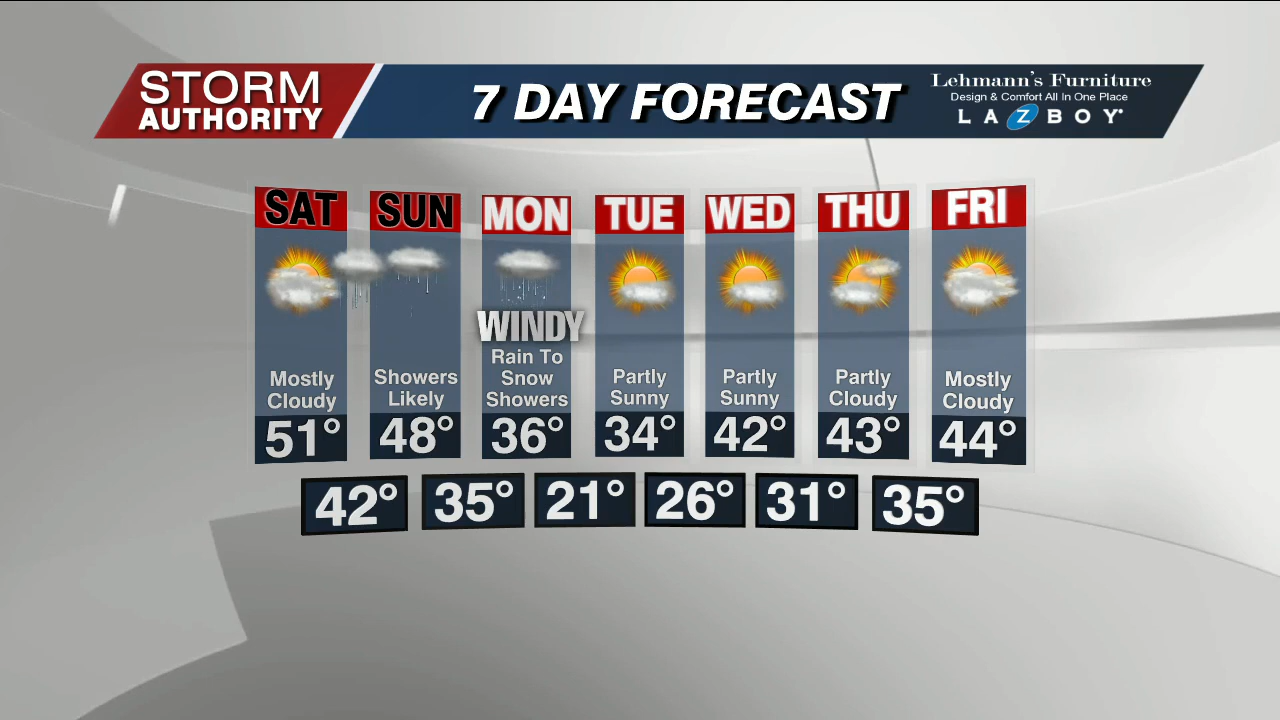 STORM
AUTHORITY
7 DAY FORECAST
Lehmann's Furniture
Design & Comfort All In One Place
LAZBOY®
SAT
SUN
MON
TUE
WED
THU
FRI
WINDY
Mostly
Cloudy
Showers
Likely
Rain To
Snow
Showers
Partly
Sunny
Partly
Sunny
Partly
Cloudy
Mostly
Cloudy
51°
48°
36°
34°
42°
43°
44°
42°
35°
21°
26°
31°
35°